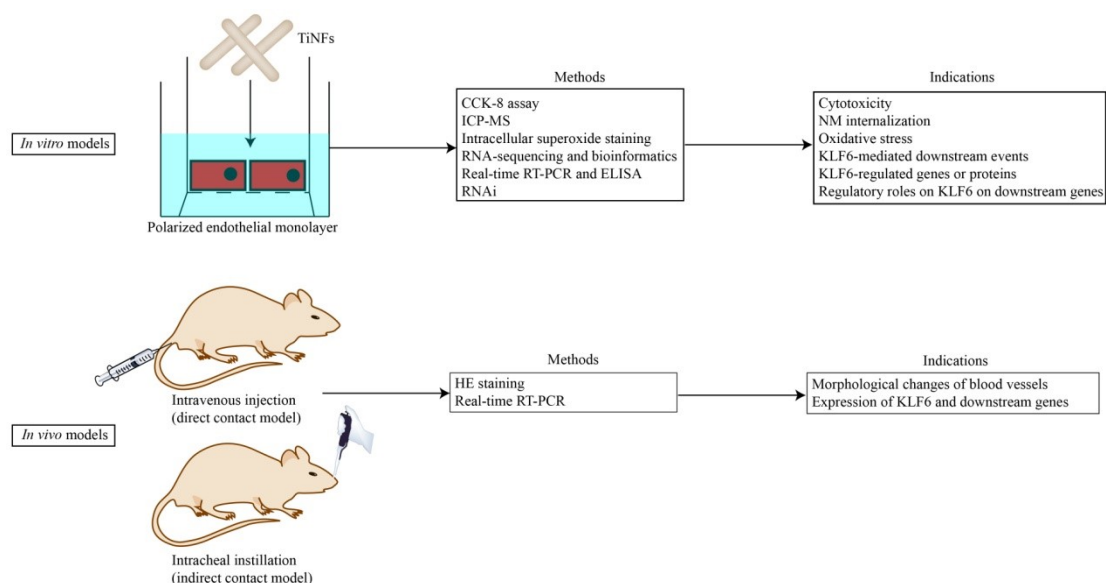 TiNFs
In vitro models
Polarized endothelial monolayer
Methods
CCK-8 assay
ICP-MS
Intracellular superoxide staining
RNA-sequencing and bioinformatics
Real-time RT-PCR and ELISA
RNAi
Indications
Cytotoxicity
NM internalization
Oxidative stress
KLF6-mediated downstream events
KLF6-regulated genes or proteins
Regulatory roles on KLF6 on downstream genes
In vivo models
Intravenous injection
(direct contact model)
Intracheal instillation
(indirect contact model)
Methods
HE staining
Real-time RT-PCR
Indications
Morphological changes of blood vessels
Expression of KLF6 and downstream genes